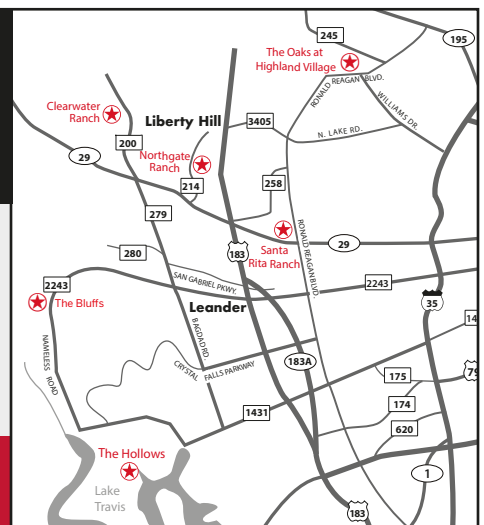 245
195
The Oaks at
Highland Village
RONALD REAGAN BLVD.
WILLIAMS DR.
Clearwater
Ranch
Liberty Hill
3405
N. LAKE RD.
200
29
Northgate
Ranch
214
258
279
Santa
Rita Ranch
29
RONALD REAGAN BLVD.
183
280
SAN GABRIEL PKWY.
2243
2243
35
The Bluffs
Leander
14
NAMELESS ROAD
BAGDAD RD.
CRYSTAL FALLS PARKWAY
183A
175
79
174
1431
620
The Hollows
1
Lake
Travis
183